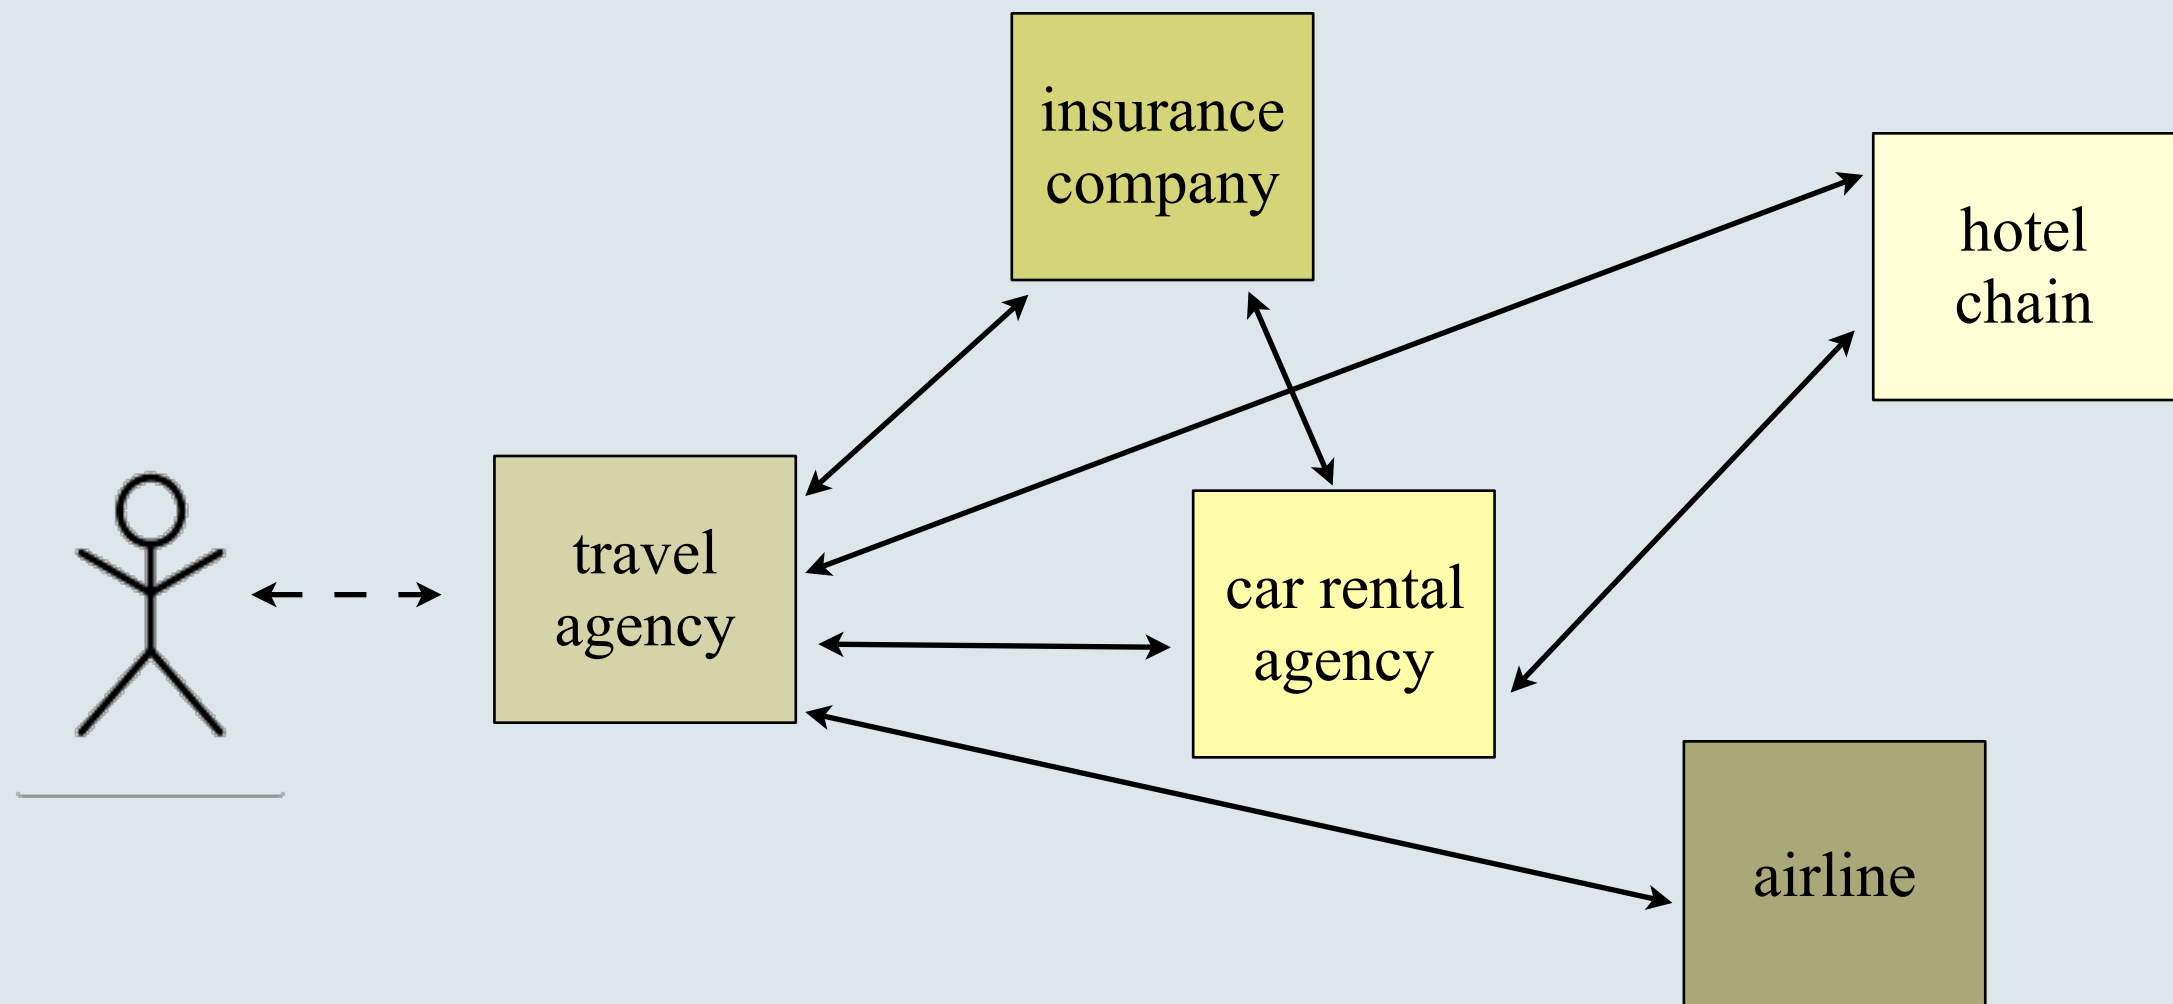 insurance
company
hotel
chain
travel
agency
car rental
agency
airline